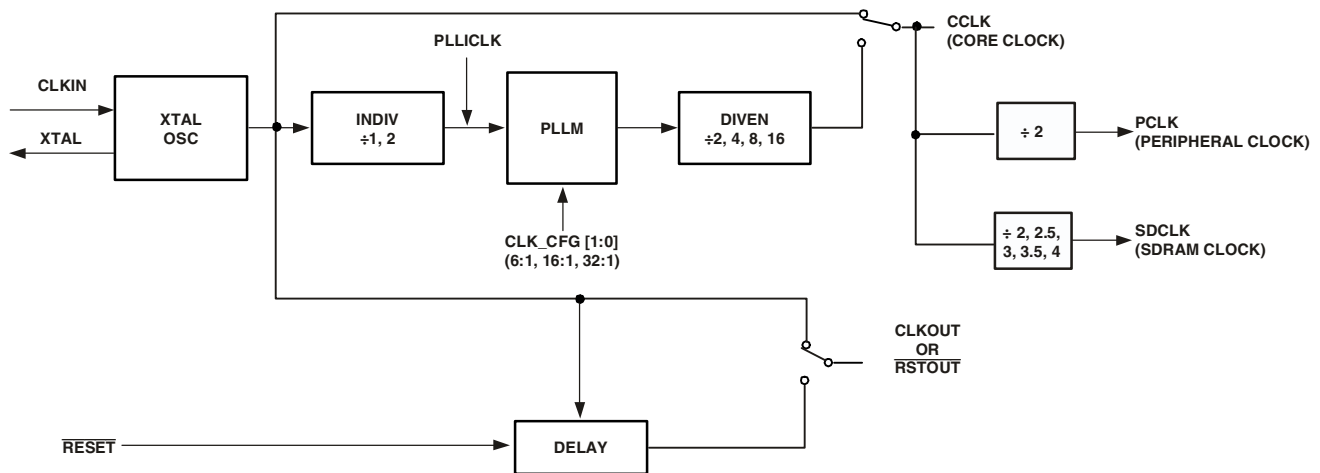 CCLK
(CORE CLOCK)
PLLICLK
CLKIN
XTAL
XTAL
OSC
INDIV
÷1, 2
PLLM
DIVEN
÷2, 4, 8, 16
÷ 2
PCLK
(PERIPHERAL CLOCK)
CLK_CFG [1:0]
(6:1, 16:1, 32:1)
÷ 2, 2.5,
3, 3.5, 4
SDCLK
(SDRAM CLOCK)
CLKOUT
OR
RSTOUT
RESET
DELAY